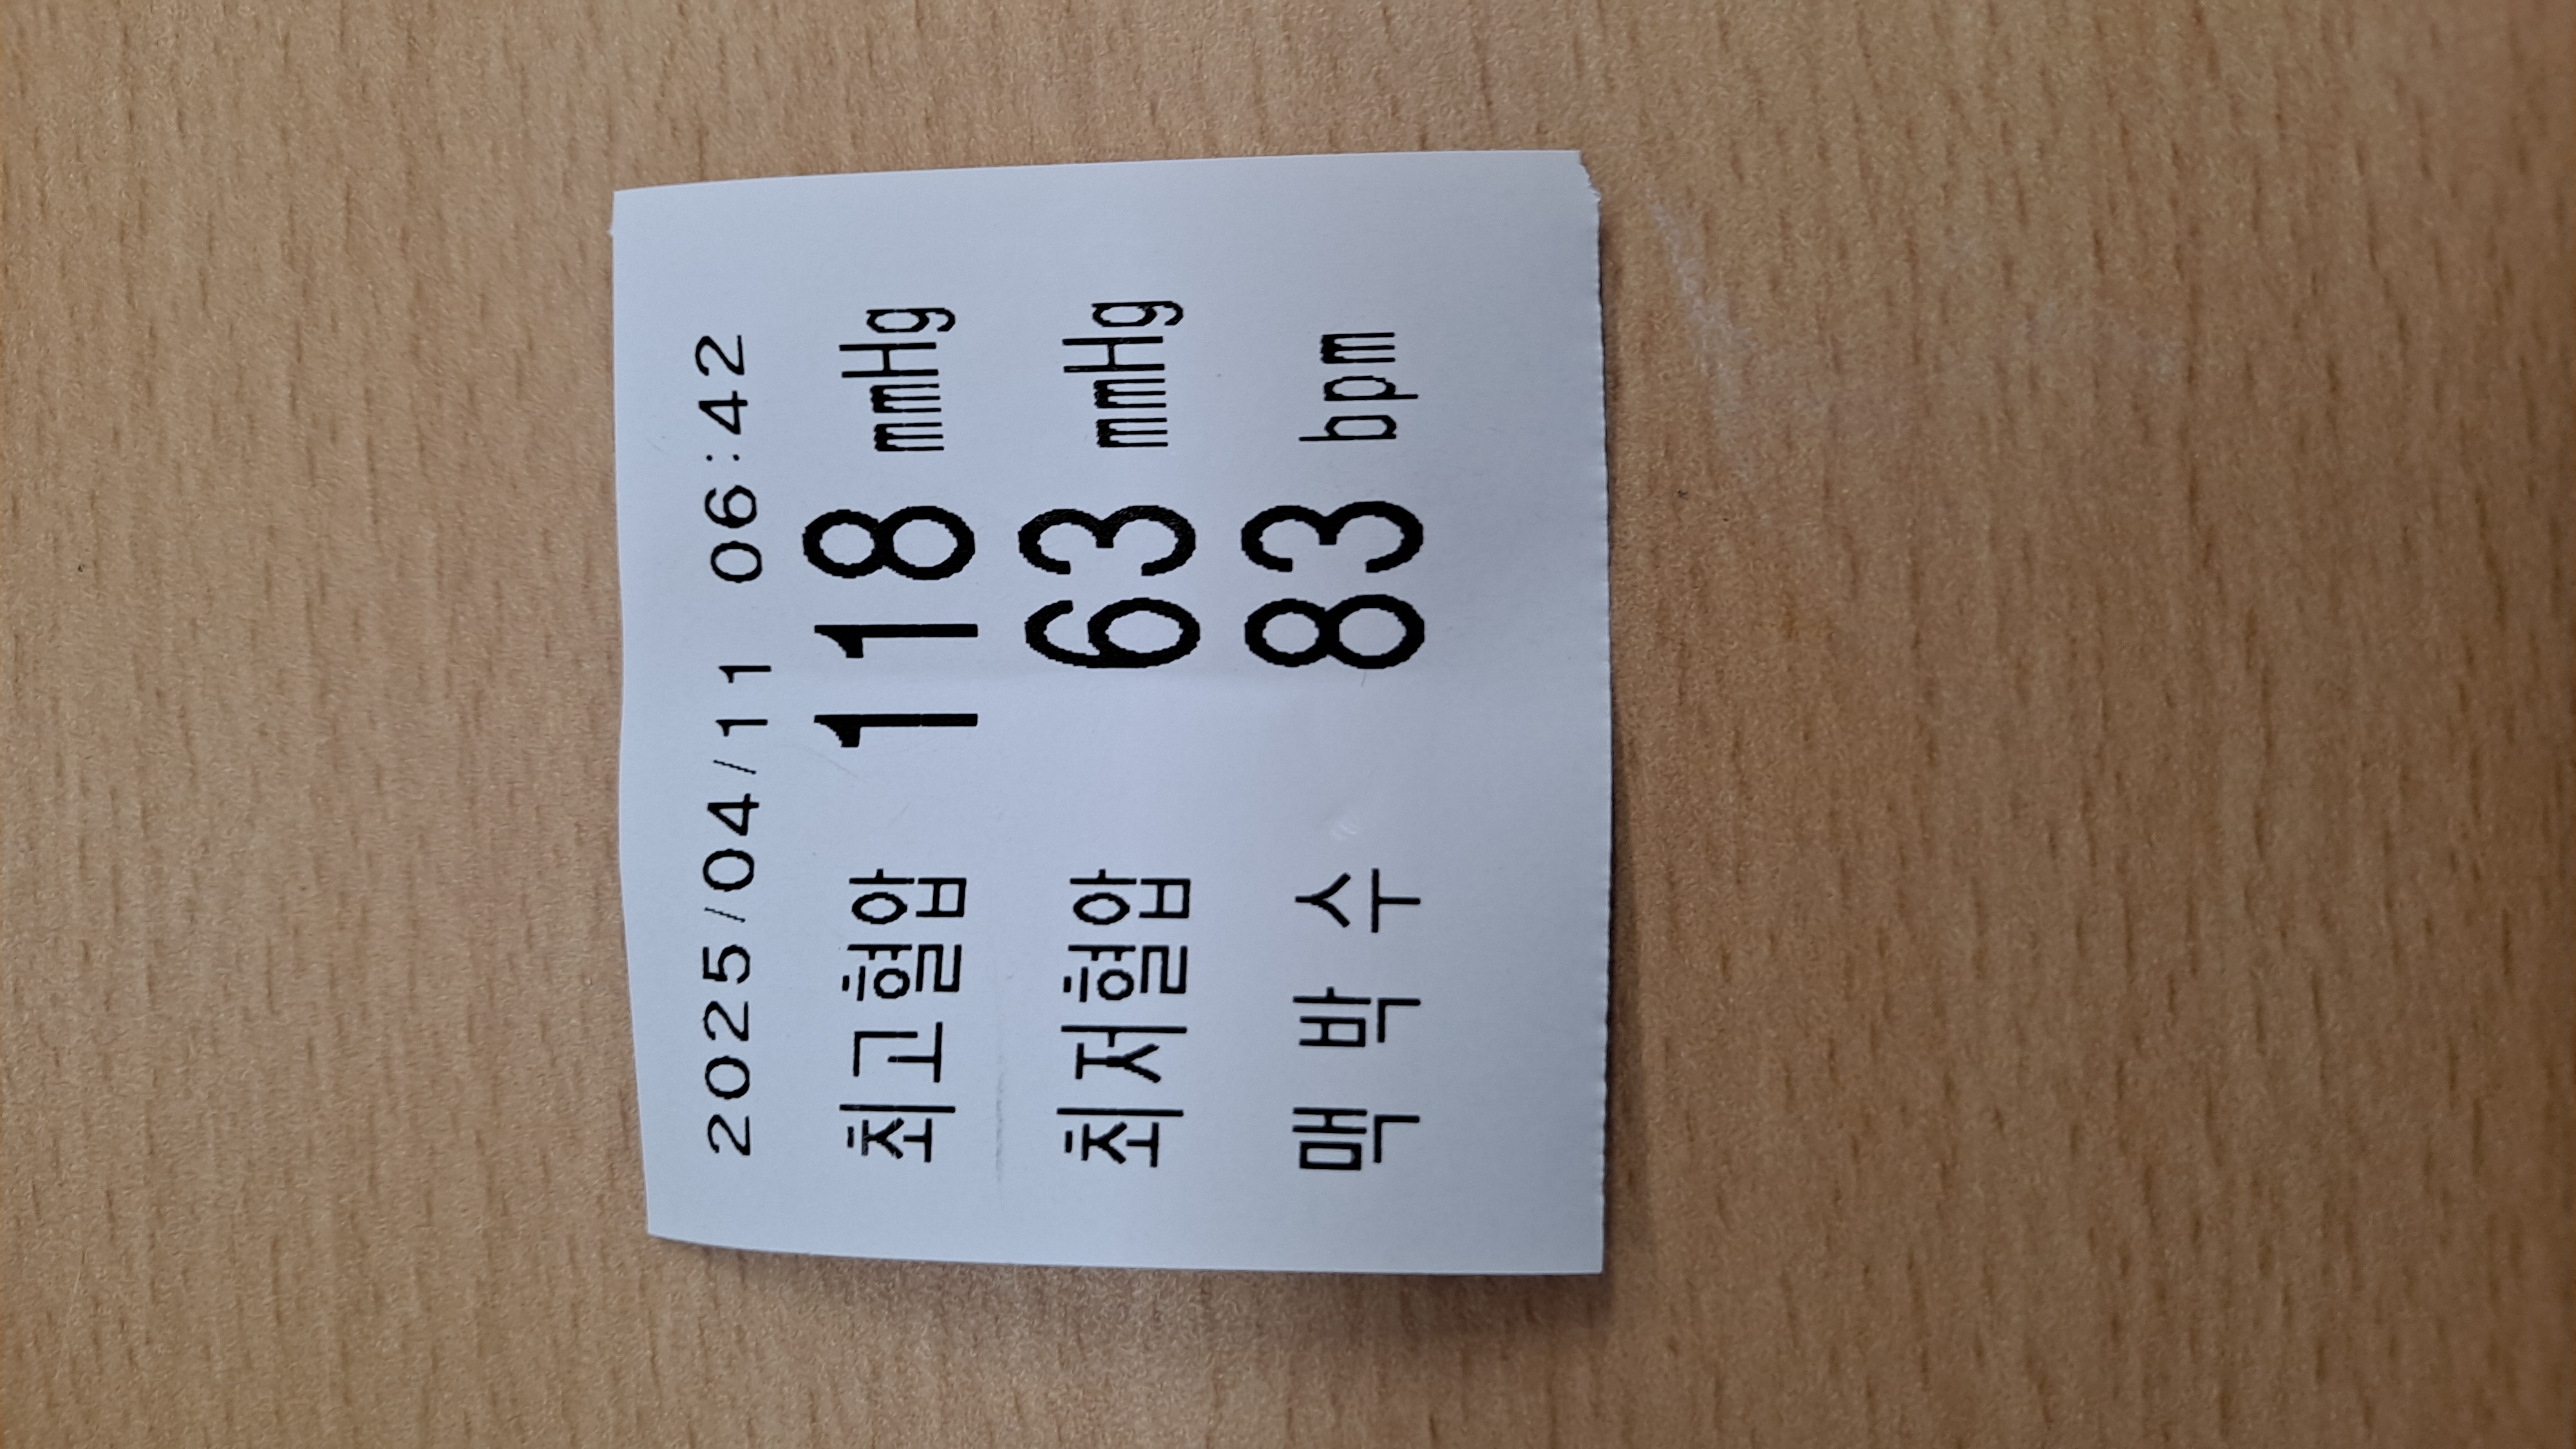 2025/04/11 06:42
최고혈압 118 mmHg
최저혈압 63 mmHg
맥 박 수 83 bpm